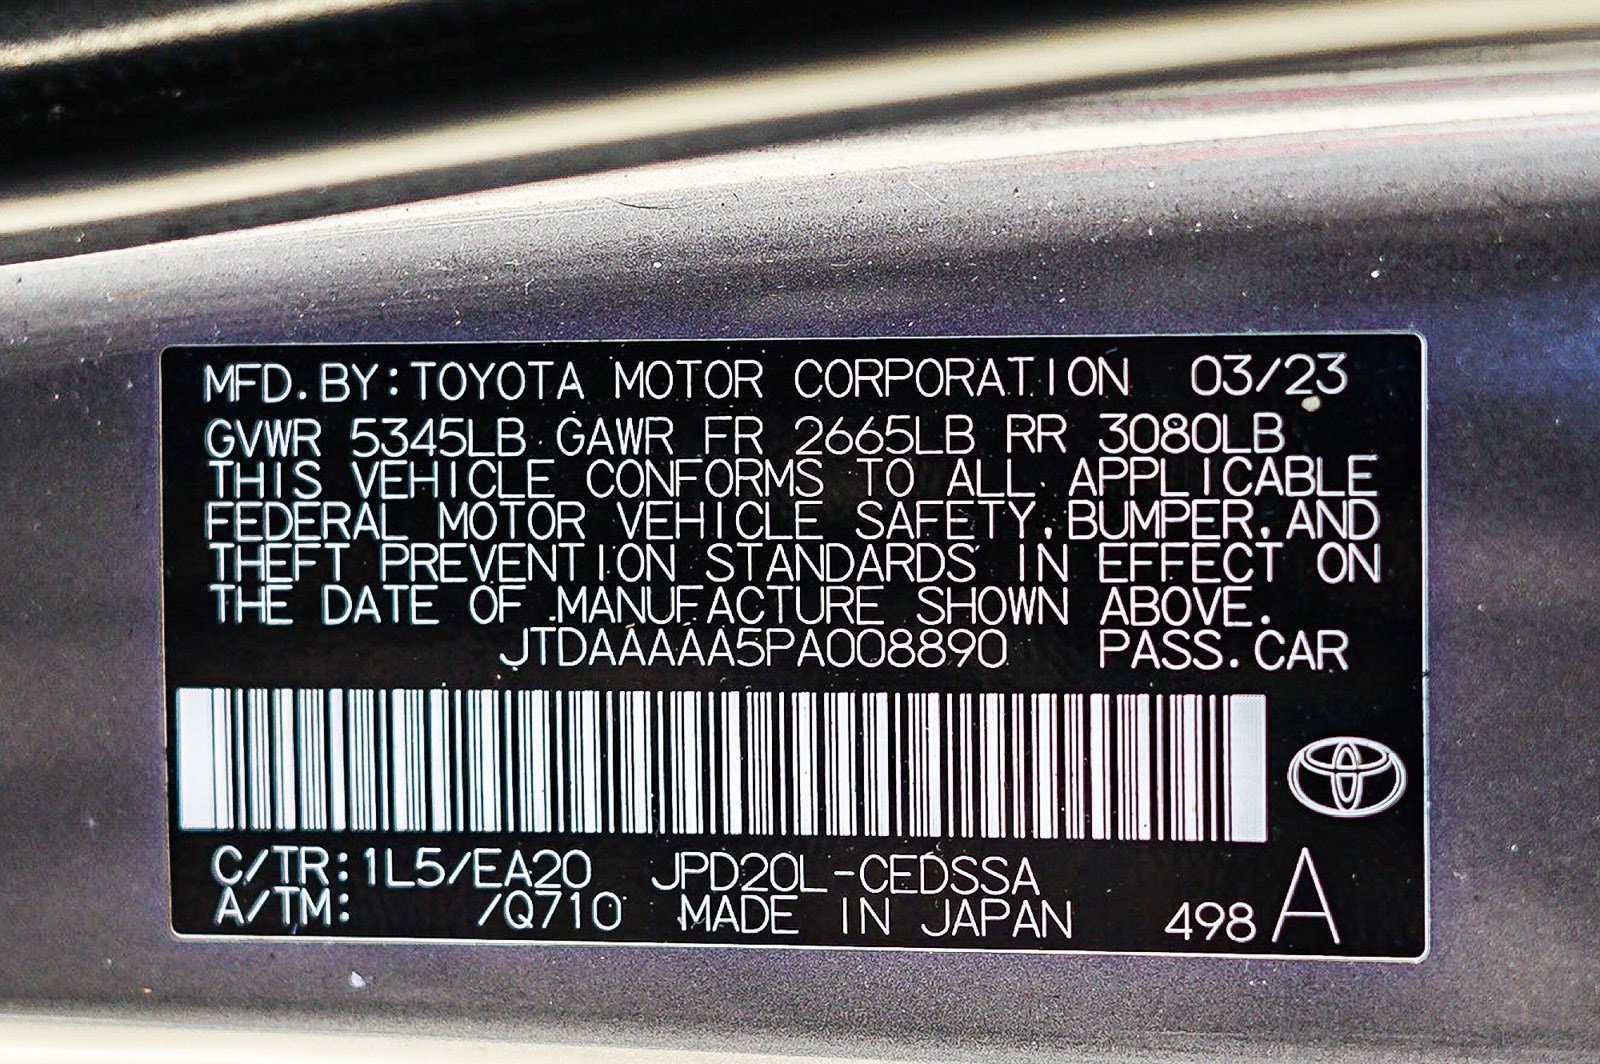 MFD.BY:TOYOTA MOTOR CORPORATION 03/23
GVWR 5345LB GAWR FR 2665LB RR 3080LB
THIS VEHICLE CONFORMS TO ALL APPLICABLE
FEDERAL MOTOR VEHICLE SAFETY,BUMPER,AND
THEFT PREVENTION STANDARDS IN EFFECT ON
THE DATE OF MANUFACTURE SHOWN ABOVE.
JTDAAAAA5PA008890 PASS.CAR
C/TR:1L5/EA20 JPD20L-CEDSSA
A/TM: /Q710 MADE IN JAPAN 498 A